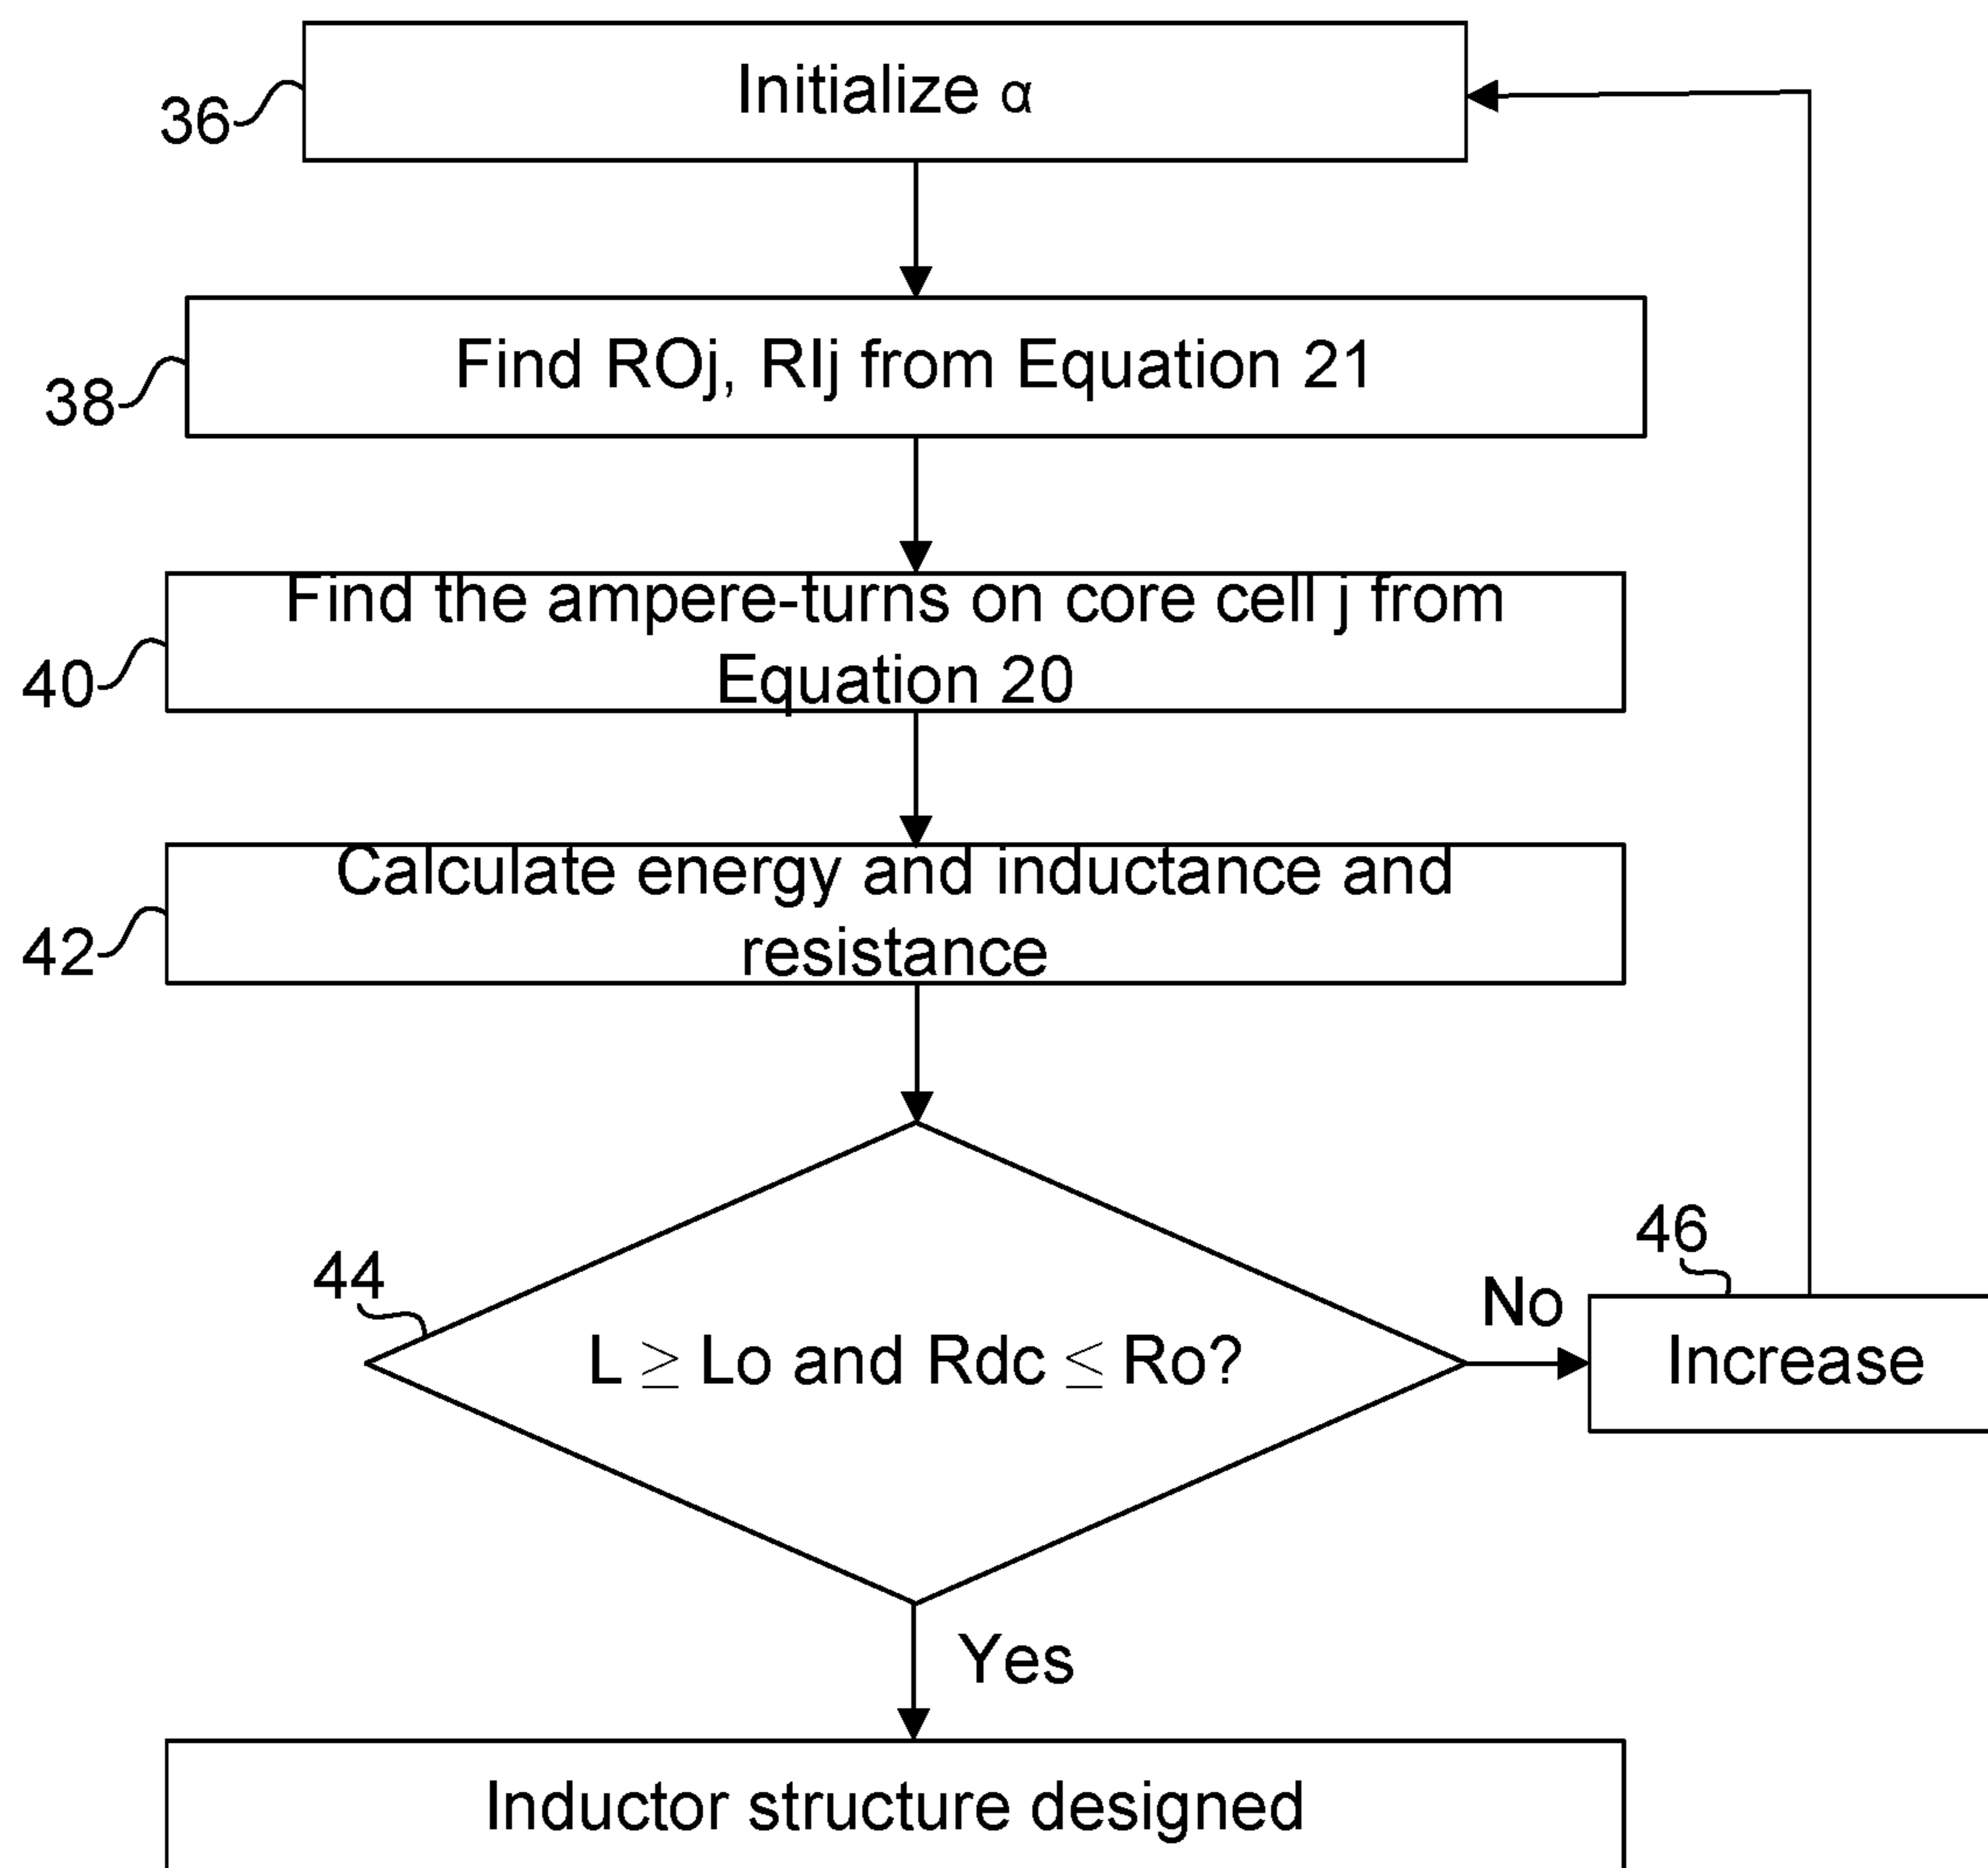 36
Initialize α
38
Find ROj, RIj from Equation 21
40
Find the ampere-turns on core cell j from
Equation 20
42
Calculate energy and inductance and
resistance
44
L ≥ Lo and Rdc ≤ Ro?
No
46
Increase
Yes
Inductor structure designed